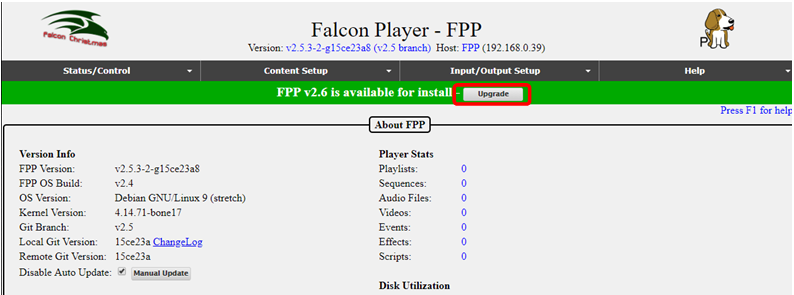 Falcon Christmas
Falcon Player - FPP
Version: v2.5.3-2-g15ce23a8 (v2.5 branch) Host: FPP (192.168.0.39)
P
Status/Control Content Setup Input/Output Setup Help
FPP v2.6 is available for install - Upgrade
Press F1 for help
About FPP
Version Info
FPP Version: v2.5.3-2-g15ce23a8
FPP OS Build: v2.4
OS Version: Debian GNU/Linux 9 (stretch)
Kernel Version: 4.14.71-bone17
Git Branch: v2.5
Local Git Version: 15ce23a ChangeLog
Remote Git Version: 15ce23a
Disable Auto Update: Manual Update
Player Stats
Playlists: 0
Sequences: 0
Audio Files: 0
Videos: 0
Events: 0
Effects: 0
Scripts: 0
Disk Utilization